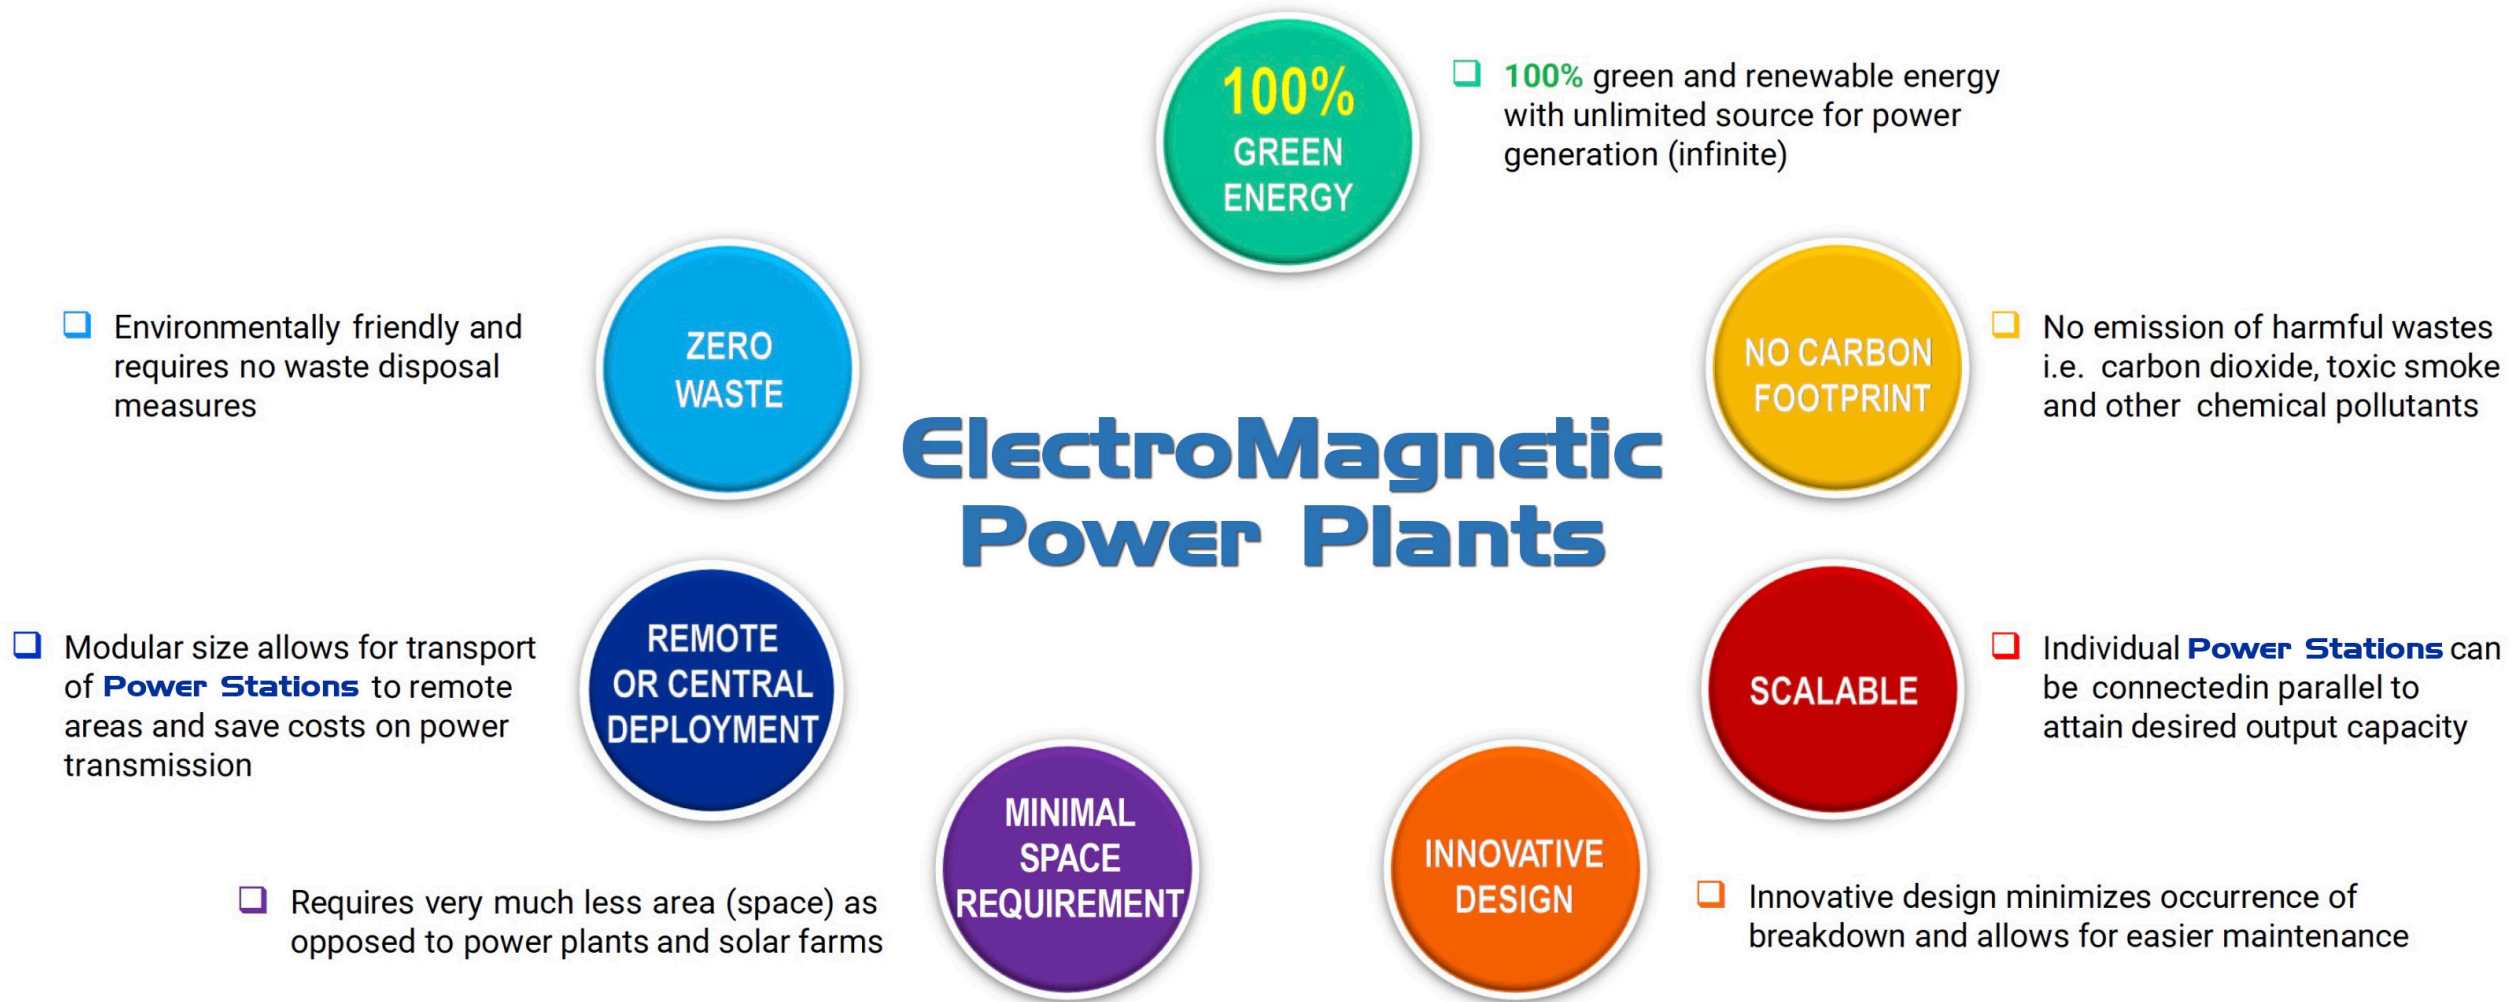 100%
GREEN
ENERGY
100% green and renewable energy
with unlimited source for power
generation (infinite)
ZERO
WASTE
Environmentally friendly and
requires no waste disposal
measures
NO CARBON
FOOTPRINT
No emission of harmful wastes
i.e. carbon dioxide, toxic smoke
and other chemical pollutants
ElectroMagnetic
Power Plants
REMOTE
OR CENTRAL
DEPLOYMENT
Modular size allows for transport
of Power Stations to remote
areas and save costs on power
transmission
SCALABLE
Individual Power Stations can
be connectedin parallel to
attain desired output capacity
MINIMAL
SPACE
REQUIREMENT
Requires very much less area (space) as
opposed to power plants and solar farms
INNOVATIVE
DESIGN
Innovative design minimizes occurrence of
breakdown and allows for easier maintenance